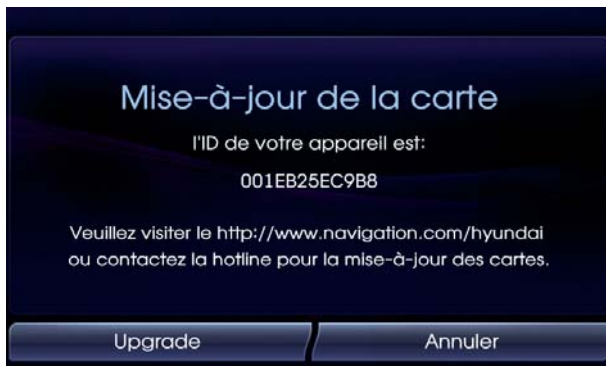 Mise-à-jour de la carte
l'ID de votre appareil est:
001EB25EC9B8
Veuillez visiter le http://www.navigation.com/hyundai
ou contactez la hotline pour la mise-à-jour des cartes.
Upgrade
Annuler